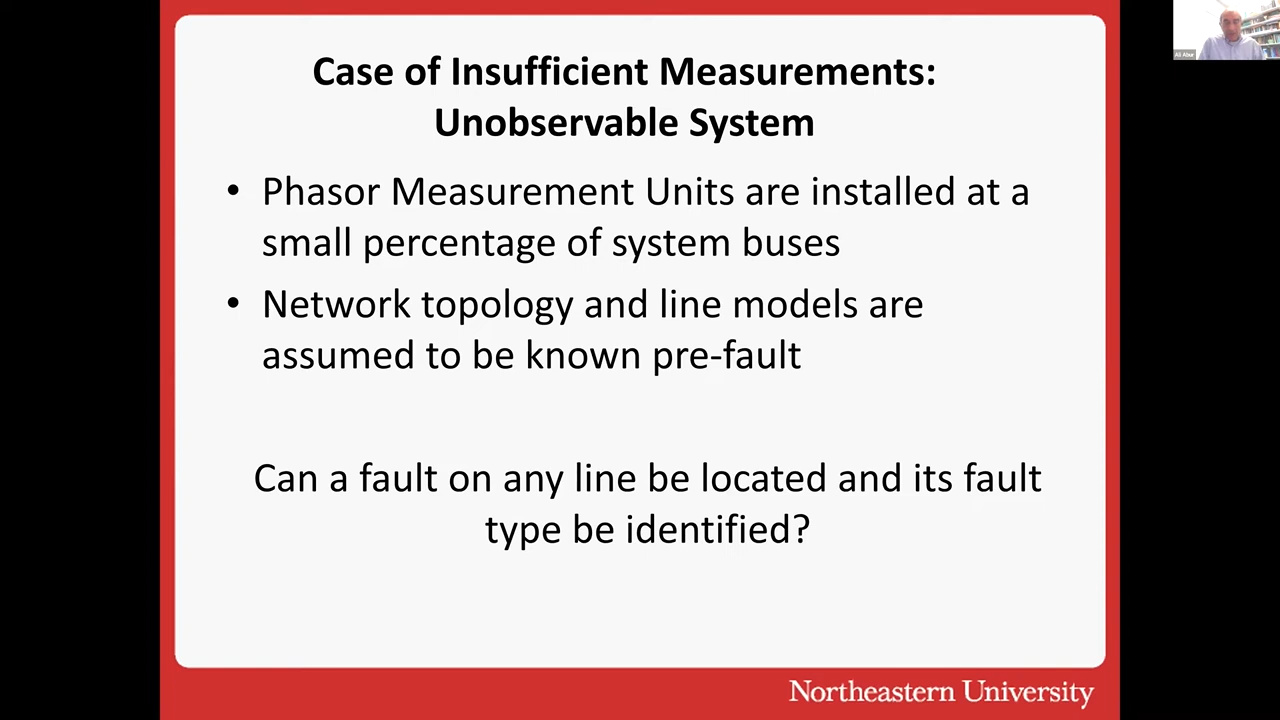 Case of Insufficient Measurements:
Unobservable System
• Phasor Measurement Units are installed at a
small percentage of system buses
• Network topology and line models are
assumed to be known pre-fault
Can a fault on any line be located and its fault
type be identified?
Northeastern University
Ali Abur